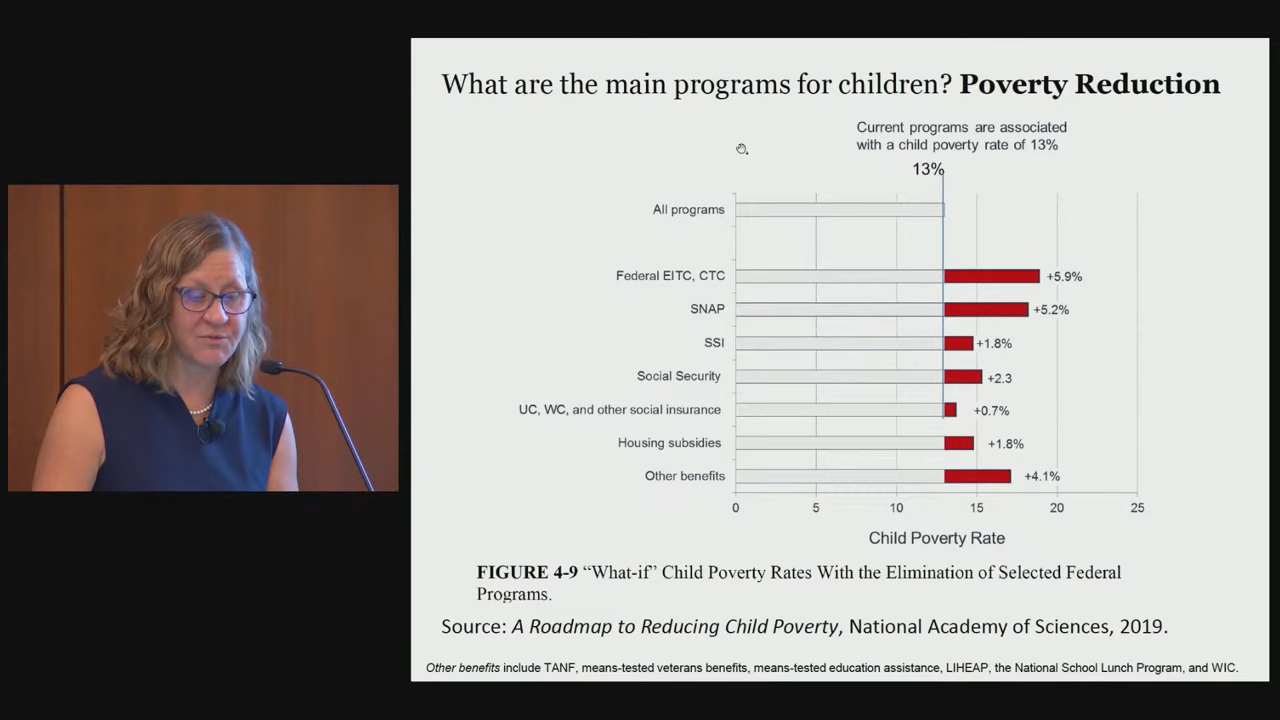 What are the main programs for children? Poverty Reduction
Current programs are associated
with a child poverty rate of 13%
13%
All programs
Federal EITC, CTC
+5.9%
SNAP
+5.2%
SSI
+1.8%
Social Security
+2.3
UC, WC, and other social insurance
+0.7%
Housing subsidies
+1.8%
Other benefits
+4.1%
0 5 10 15 20 25
Child Poverty Rate
FIGURE 4-9 “What-if” Child Poverty Rates With the Elimination of Selected Federal
Programs.
Source: A Roadmap to Reducing Child Poverty, National Academy of Sciences, 2019.
Other benefits include TANF, means-tested veterans benefits, means-tested education assistance, LIHEAP, the National School Lunch Program, and WIC.